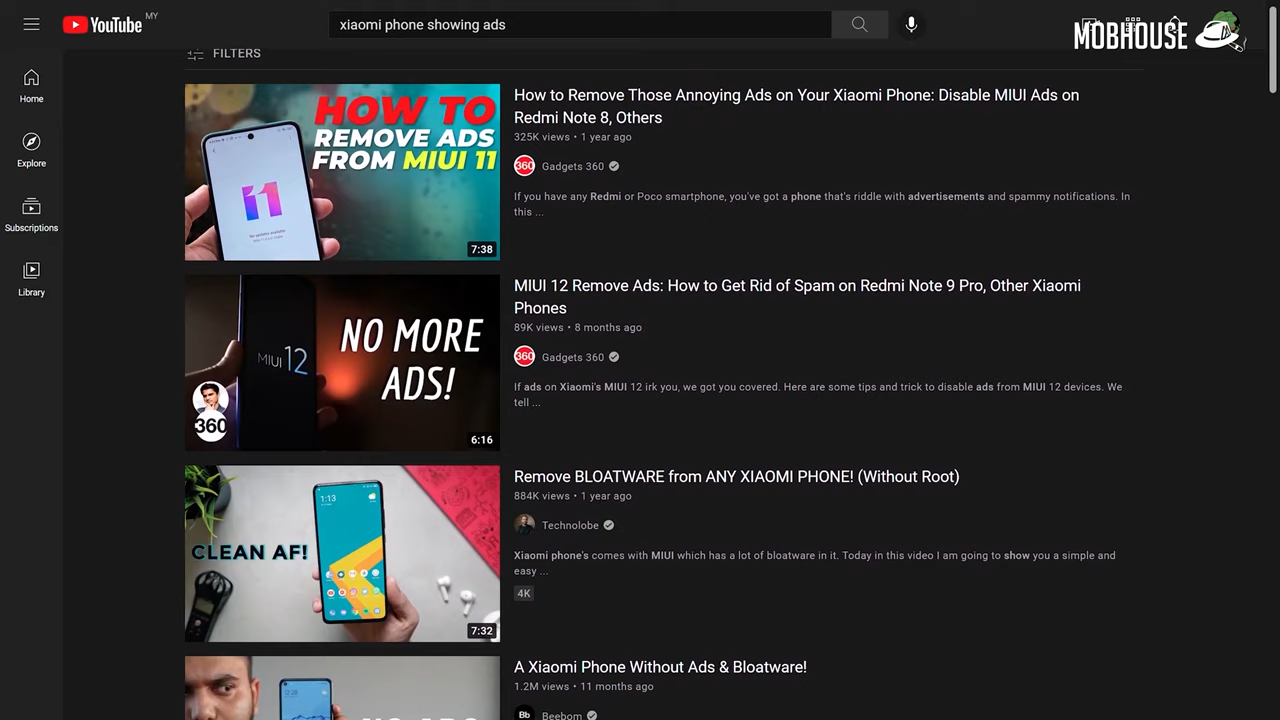 YouTube MY
xiaomi phone showing ads
MOBHOUSE
FILTERS
Home
Explore
Subscriptions
Library
HOW TO
REMOVE ADS
FROM MIUI 11
11
7:38
How to Remove Those Annoying Ads on Your Xiaomi Phone: Disable MIUI Ads on
Redmi Note 8, Others
325K views • 1 year ago
360 Gadgets 360
If you have any Redmi or Poco smartphone, you've got a phone that's riddle with advertisements and spammy notifications. In
this ...
MIUI 12
NO MORE
ADS!
360
6:16
MIUI 12 Remove Ads: How to Get Rid of Spam on Redmi Note 9 Pro, Other Xiaomi
Phones
89K views • 8 months ago
360 Gadgets 360
If ads on Xiaomi's MIUI 12 irk you, we got you covered. Here are some tips and trick to disable ads from MIUI 12 devices. We
tell ...
1:13
CLEAN AF!
7:32
Remove BLOATWARE from ANY XIAOMI PHONE! (Without Root)
884K views • 1 year ago
Technolobe
Xiaomi phone's comes with MIUI which has a lot of bloatware in it. Today in this video I am going to show you a simple and
easy ...
4K
12:28
A Xiaomi Phone Without Ads & Bloatware!
1.2M views • 11 months ago
Bb Beebom